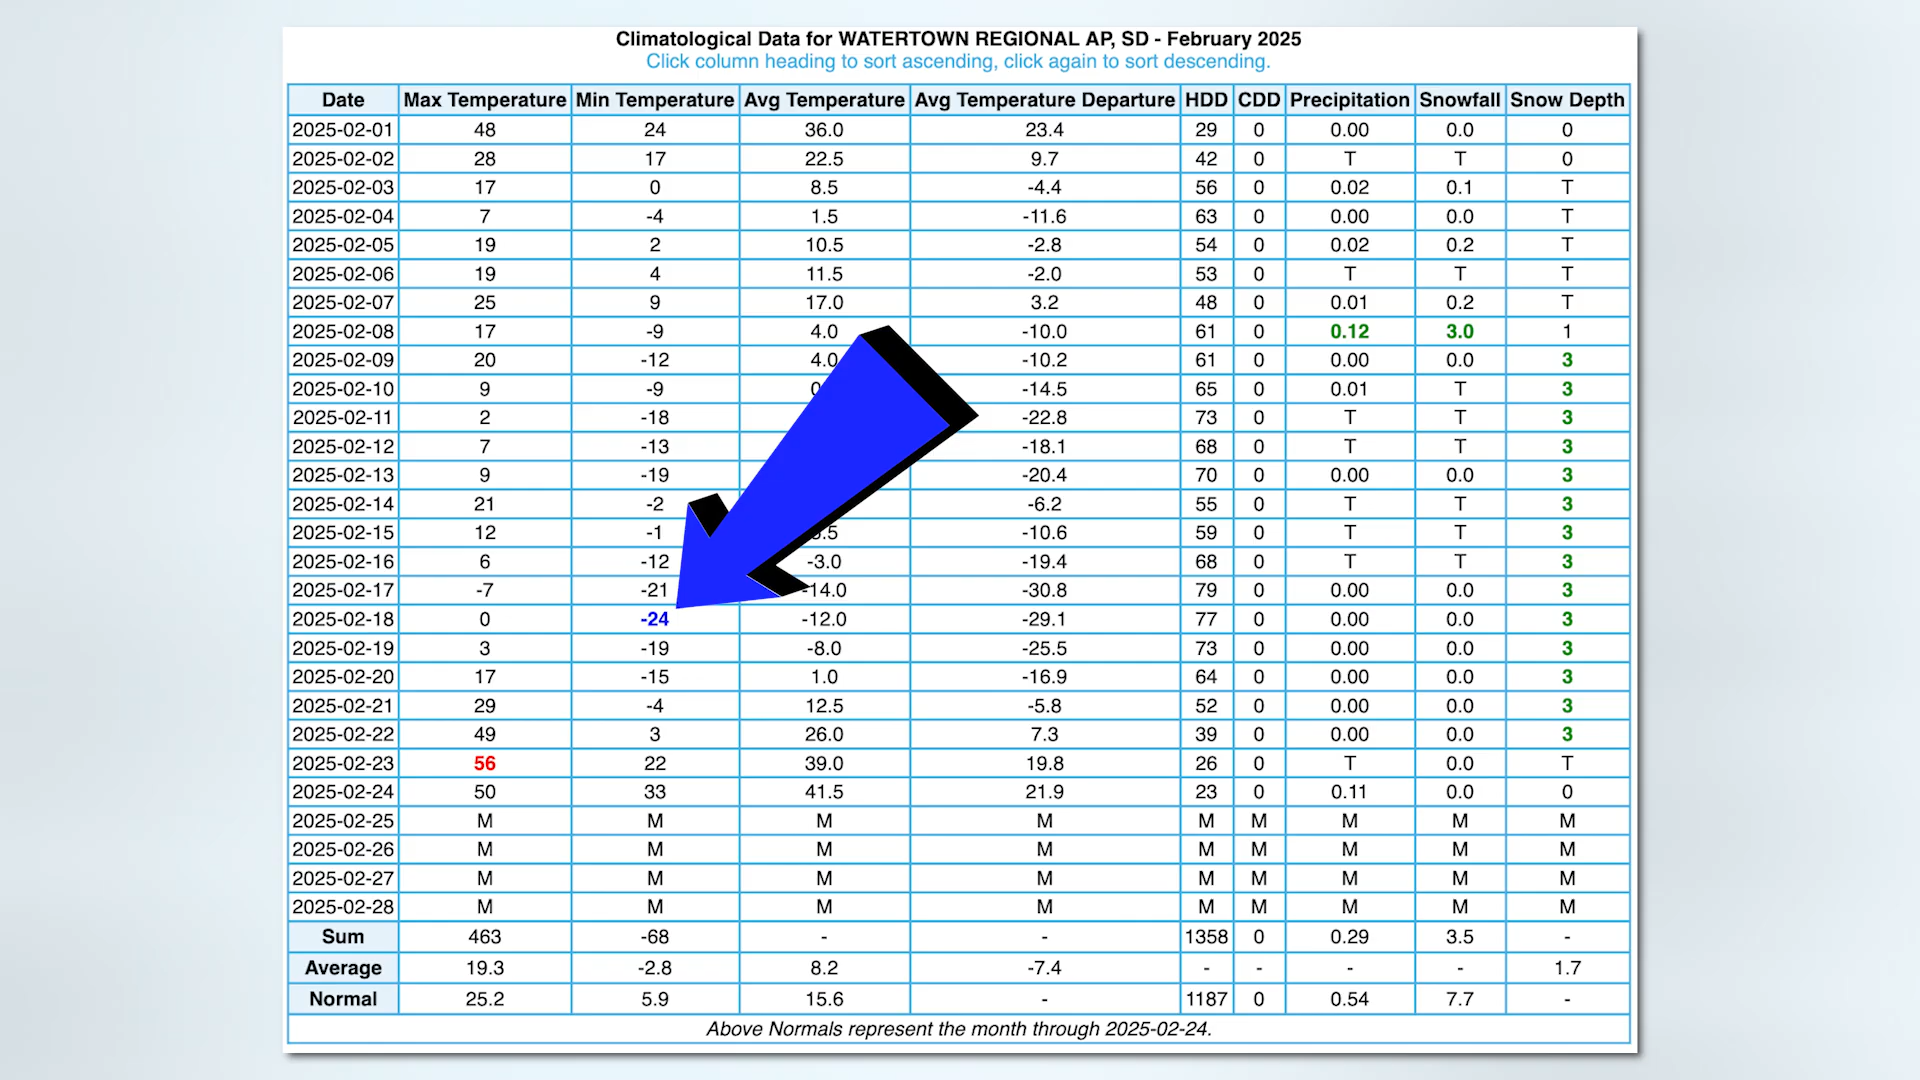 Climatological Data for WATERTOWN REGIONAL AP, SD - February 2025
Click column heading to sort ascending, click again to sort descending.
Date Max Temperature Min Temperature Avg Temperature Avg Temperature Departure HDD CDD Precipitation Snowfall Snow Depth
2025-02-01 48 24 36.0 23.4 29 0 0.00 0.0 0
2025-02-02 28 17 22.5 9.7 42 0 T T 0
2025-02-03 17 0 8.5 -4.4 56 0 0.02 0.1 T
2025-02-04 7 -4 1.5 -11.6 63 0 0.00 0.0 T
2025-02-05 19 2 10.5 -2.8 54 0 0.02 0.2 T
2025-02-06 19 4 11.5 -2.0 53 0 T T T
2025-02-07 25 9 17.0 3.2 48 0 0.01 0.2 T
2025-02-08 17 -9 4.0 -10.0 61 0 0.12 3.0 1
2025-02-09 20 -12 4.0 -10.2 61 0 0.00 0.0 3
2025-02-10 9 -9 -14.5 65 0 0.01 T 3
2025-02-11 2 -18 -22.8 73 0 T T 3
2025-02-12 7 -13 -18.1 68 0 T T 3
2025-02-13 9 -19 -20.4 70 0 0.00 0.0 3
2025-02-14 21 -2 -6.2 55 0 T T 3
2025-02-15 12 -1 -10.6 59 0 T T 3
2025-02-16 6 -12 -3.0 -19.4 68 0 T T 3
2025-02-17 -7 -21 -14.0 -30.8 79 0 0.00 0.0 3
2025-02-18 0 -24 -12.0 -29.1 77 0 0.00 0.0 3
2025-02-19 3 -19 -8.0 -25.5 73 0 0.00 0.0 3
2025-02-20 17 -15 1.0 -16.9 64 0 0.00 0.0 3
2025-02-21 29 -4 12.5 -5.8 52 0 0.00 0.0 3
2025-02-22 49 3 26.0 7.3 39 0 0.00 0.0 3
2025-02-23 56 22 39.0 19.8 26 0 T 0.0 T
2025-02-24 50 33 41.5 21.9 23 0 0.11 0.0 0
2025-02-25 M M M M M M M M M
2025-02-26 M M M M M M M M M
2025-02-27 M M M M M M M M M
2025-02-28 M M M M M M M M M
Sum 463 -68 - - 1358 0 0.29 3.5 -
Average 19.3 -2.8 8.2 -7.4 - - - - 1.7
Normal 25.2 5.9 15.6 - 1187 0 0.54 7.7 -
Above Normals represent the month through 2025-02-24.